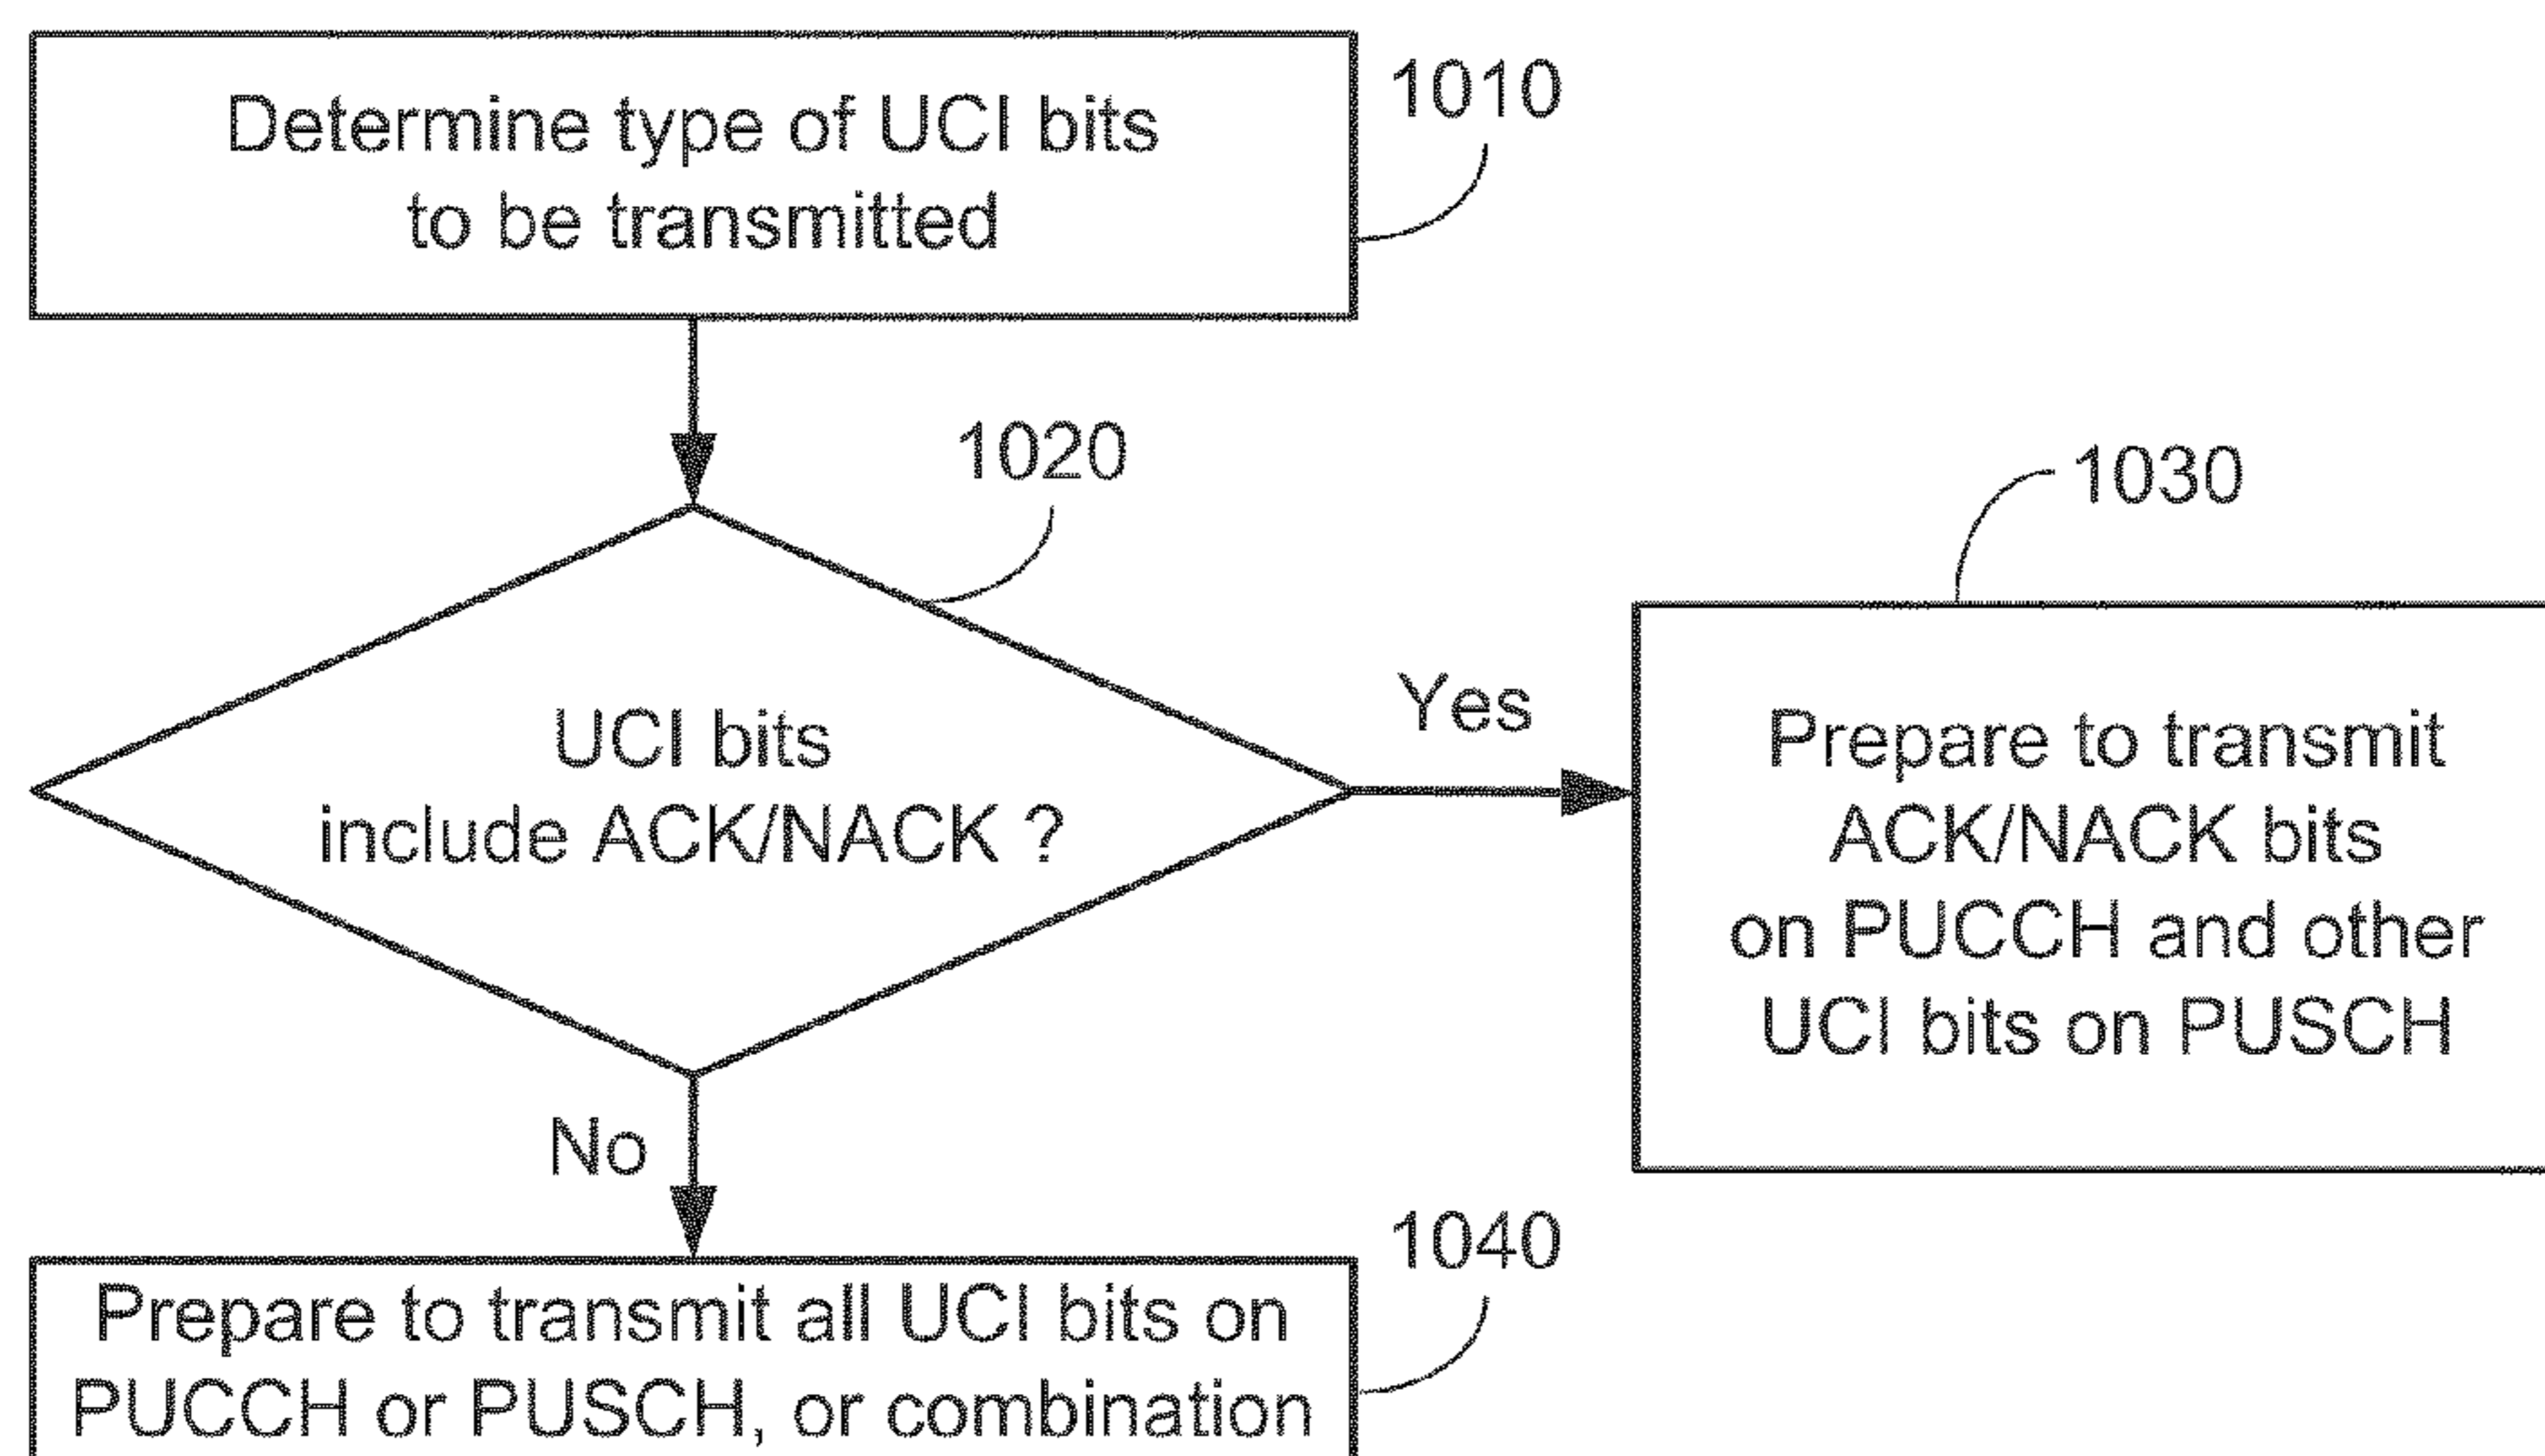 Determine type of UCI bits
to be transmitted
1010
1020
UCI bits
include ACK/NACK ?
Yes
1030
Prepare to transmit
ACK/NACK bits
on PUCCH and other
UCI bits on PUSCH
No
1040
Prepare to transmit all UCI bits on
PUCCH or PUSCH, or combination